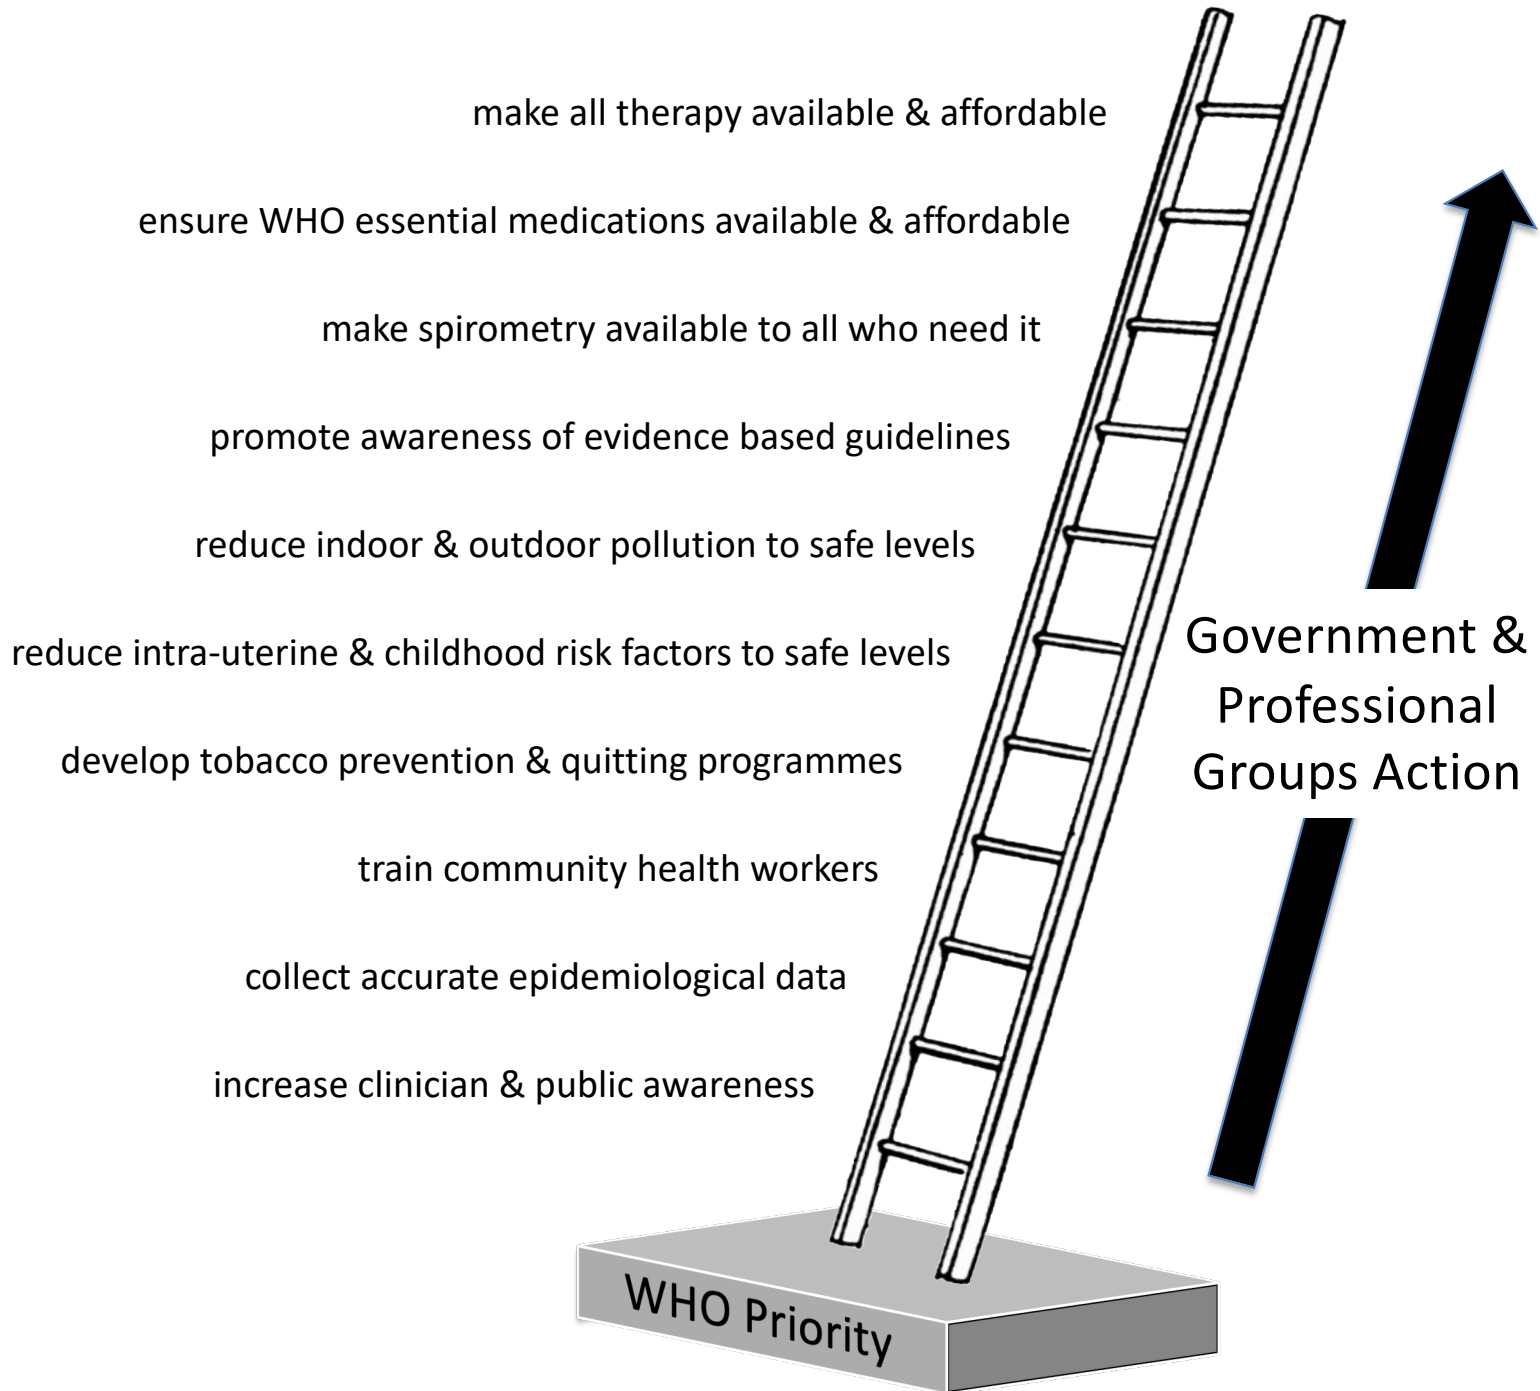 make all therapy available & affordable
ensure WHO essential medications available & affordable
make spirometry available to all who need it
promote awareness of evidence based guidelines
reduce indoor & outdoor pollution to safe levels
reduce intra-uterine & childhood risk factors to safe levels
develop tobacco prevention & quitting programmes
train community health workers
collect accurate epidemiological data
increase clinician & public awareness
Government &
Professional
Groups Action
WHO Priority